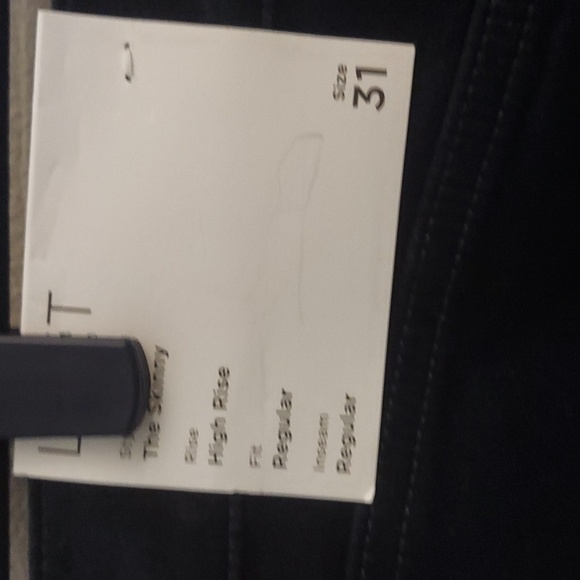 Size
31
The Skinny
Rise
High Rise
Fit
Regular
Inseam
Regular